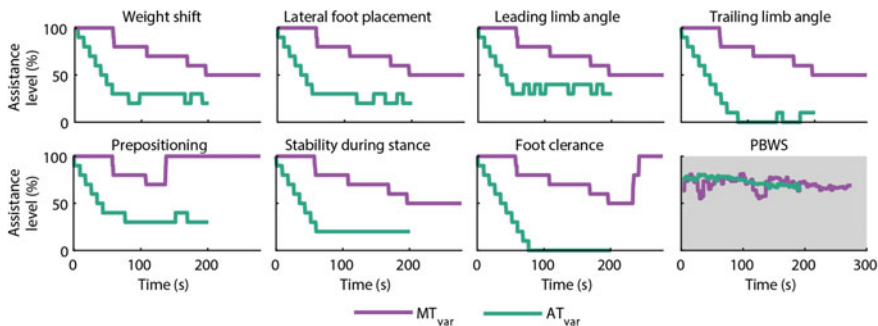 Weight shift
Lateral foot placement
Leading limb angle
Trailing limb angle
Assistance
level (%)
100
50
0
Prepositioning
Stability during stance
Foot clerance
PBWS
Assistance
level (%)
100
50
0
0 100 200
0 100 200
0 100 200
0 100 200 300
Time (s)
Time (s)
Time (s)
Time (s)
MTvar
ATvar